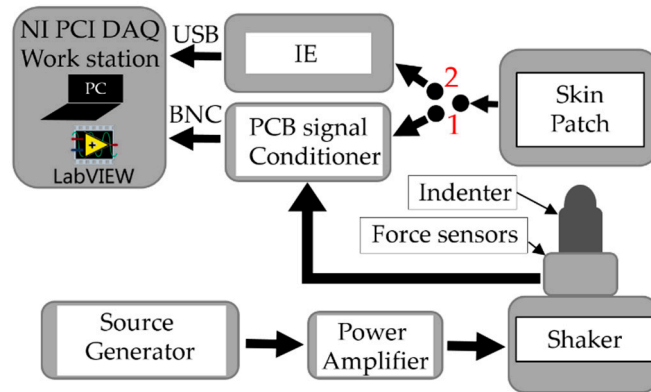 NI PCI DAQ
Work station
PC
LabVIEW
USB
BNC
IE
PCB signal
Conditioner
2
1
Skin
Patch
Indenter
Force sensors
Source
Generator
Power
Amplifier
Shaker